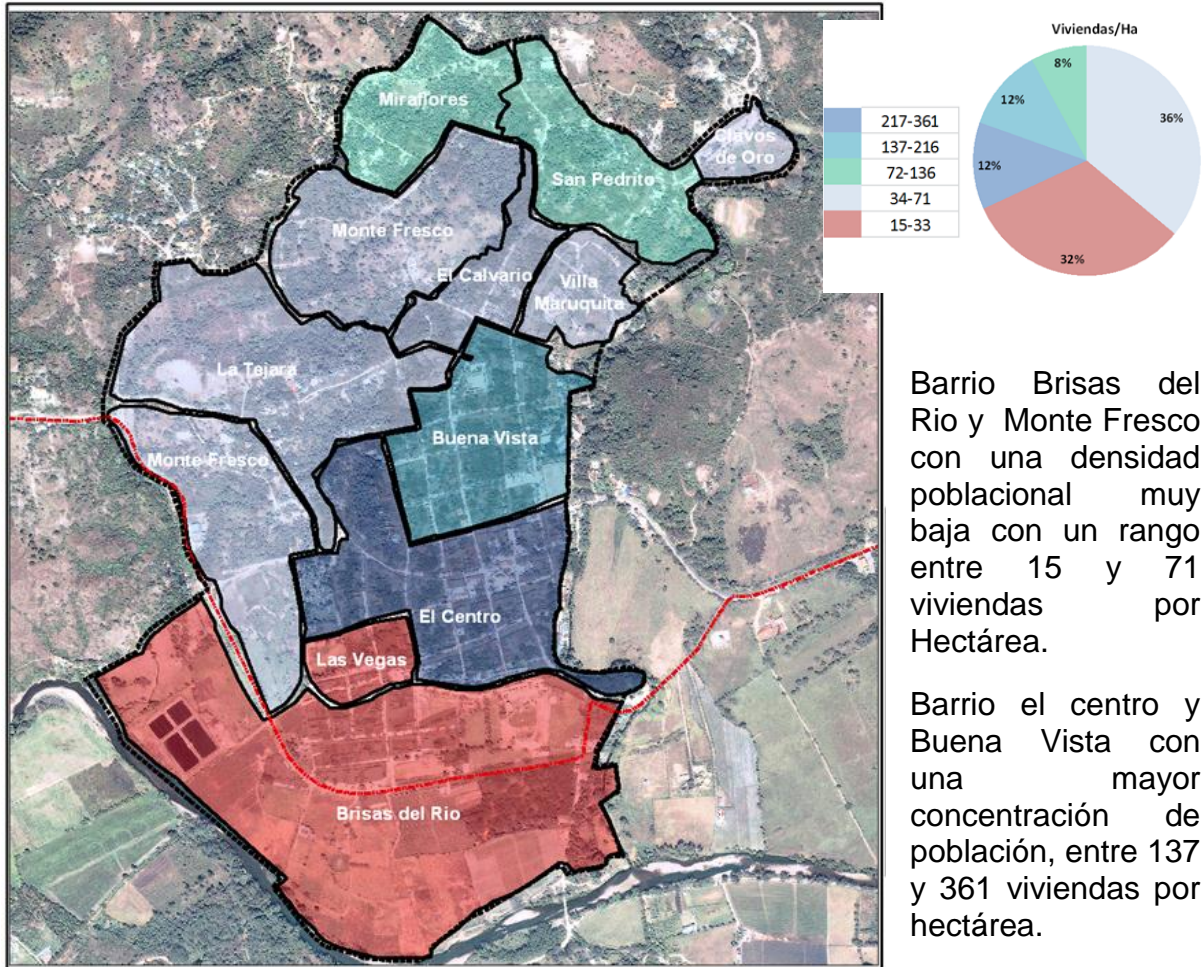 Miraflores
Clavos
de Oro
San Pedrito
Monte Fresco
El Calvario
Villa
Maruquita
La Tejara
Buena Vista
Monte Fresco
El Centro
Las Vegas
Brisas del Rio
Viviendas/Ha
217-361
137-216
72-136
34-71
15-33
8%
12%
36%
12%
32%
Barrio Brisas del
Rio y Monte Fresco
con una densidad
poblacional muy
baja con un rango
entre 15 y 71
viviendas por
Hectárea.
Barrio el centro y
Buena Vista con
una mayor
concentración de
población, entre 137
y 361 viviendas por
hectárea.